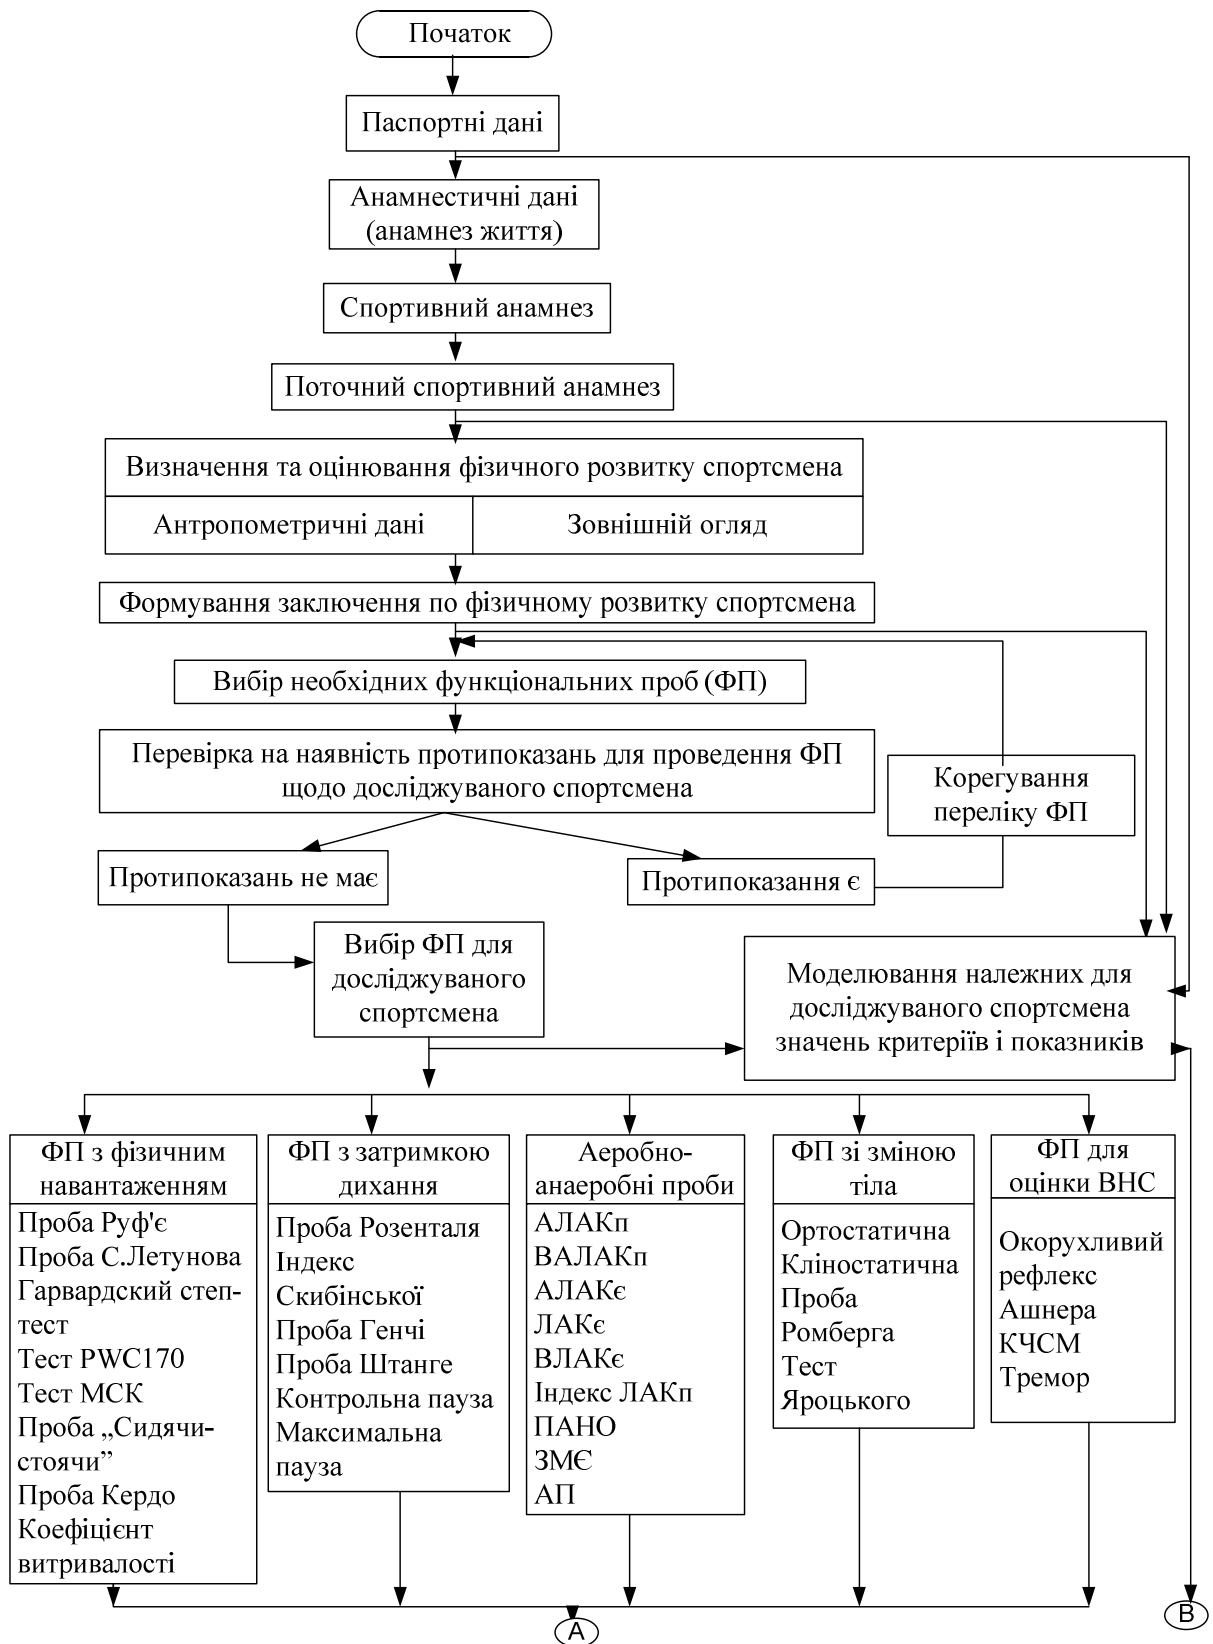 Початок
Паспортні дані
Анамнестичні дані
(анамнез життя)
Спортивний анамнез
Поточний спортивний анамнез
Визначення та оцінювання фізичного розвитку спортсмена
Антропометричні дані
Зовнішній огляд
Формування заключення по фізичному розвитку спортсмена
Вибір необхідних функціональних проб (ФП)
Перевірка на наявність протипоказань для проведення ФП
щодо досліджуваного спортсмена
Корегування
переліку ФП
Протипоказань не має
Протипоказання є
Вибір ФП для
досліджуваного
спортсмена
Моделювання належних для
досліджуваного спортсмена
значень критеріїв і показників
ФП з фізичним
навантаженням
Проба Руф'є
Проба С.Летунова
Гарвардский степ-
тест
Тест PWC170
Тест МСК
Проба „Сидячи-
стоячи”
Проба Кердо
Коефіцієнт
витривалості
ФП з затримкою
дихання
Проба Розенталя
Індекс
Скибінської
Проба Генчі
Проба Штанге
Контрольна пауза
Максимальна
пауза
Аеробно-
анаеробні проби
АЛАКп
ВАЛАКп
АЛАКє
ЛАКє
ВЛАКє
Індекс ЛАКп
ПАНО
ЗМЄ
АП
ФП зі зміною
тіла
Ортостатична
Кліностатична
Проба
Ромберга
Тест
Яроцького
ФП для
оцінки ВНС
Окорухливий
рефлекс
Ашнера
КЧСМ
Тремор
А
В